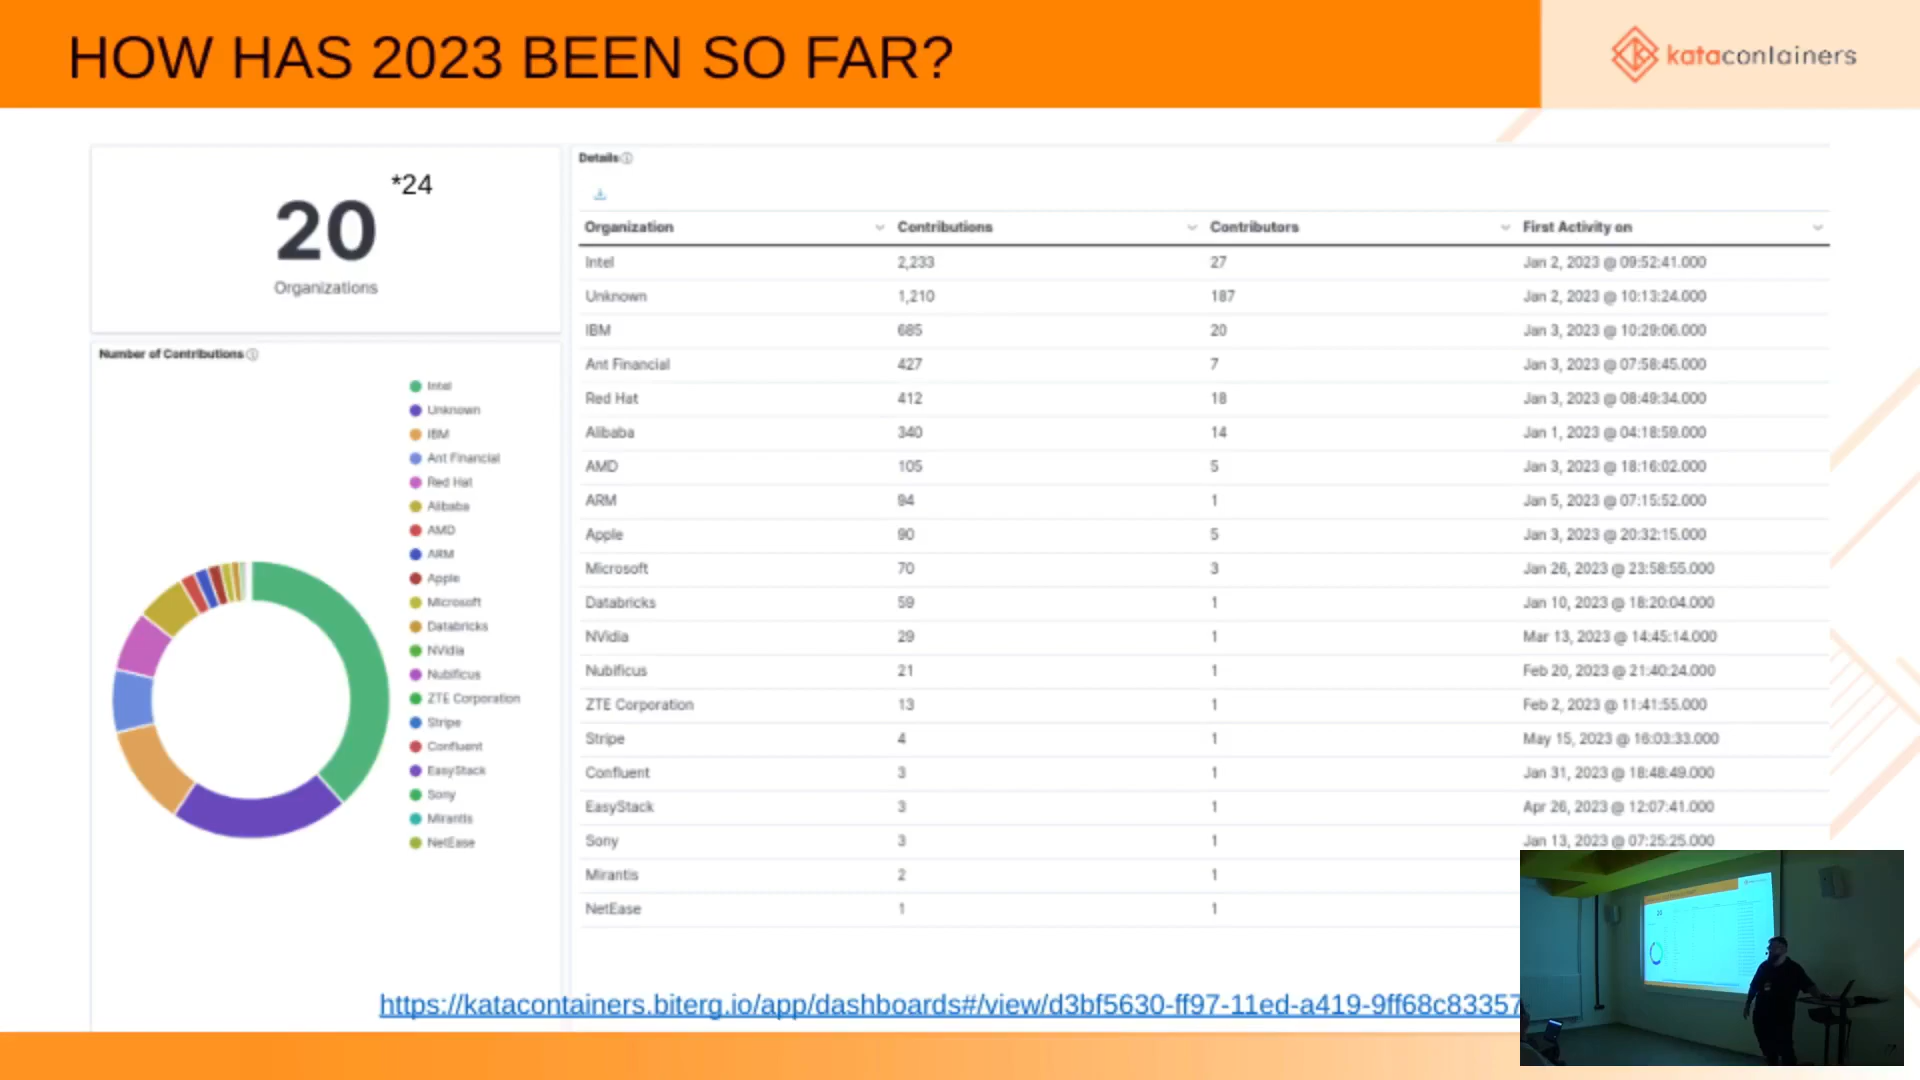 HOW HAS 2023 BEEN SO FAR?
katacontainers
*24
20
Organizations
Number of Contributions
Intel
Unknown
IBM
Ant Financial
Red Hat
Alibaba
AMD
ARM
Apple
Microsoft
Databricks
NVidia
Nubificus
ZTE Corporation
Stripe
Confluent
EasyStack
Sony
Mirantis
NetEase
Details
Organization Contributions Contributors First Activity on
Intel 2,233 27 Jan 2, 2023 @ 09:52:41.000
Unknown 1,210 187 Jan 2, 2023 @ 10:13:24.000
IBM 685 20 Jan 3, 2023 @ 10:29:06.000
Ant Financial 427 7 Jan 3, 2023 @ 07:58:45.000
Red Hat 412 18 Jan 3, 2023 @ 08:49:34.000
Alibaba 340 14 Jan 1, 2023 @ 04:18:59.000
AMD 105 5 Jan 3, 2023 @ 18:16:02.000
ARM 94 1 Jan 5, 2023 @ 07:15:52.000
Apple 90 5 Jan 3, 2023 @ 20:32:15.000
Microsoft 70 3 Jan 26, 2023 @ 23:58:55.000
Databricks 59 1 Jan 10, 2023 @ 18:20:04.000
NVidia 29 1 Mar 13, 2023 @ 14:45:14.000
Nubificus 21 1 Feb 20, 2023 @ 21:40:24.000
ZTE Corporation 13 1 Feb 2, 2023 @ 11:41:55.000
Stripe 4 1 May 15, 2023 @ 16:03:33.000
Confluent 3 1 Jan 31, 2023 @ 18:48:49.000
EasyStack 3 1 Apr 26, 2023 @ 12:07:41.000
Sony 3 1 Jan 13, 2023 @ 07:25:25.000
Mirantis 2 1
NetEase 1 1
https://katacontainers.biterg.io/app/dashboards#/view/d3bf5630-ff97-11ed-a419-9ff68c83357